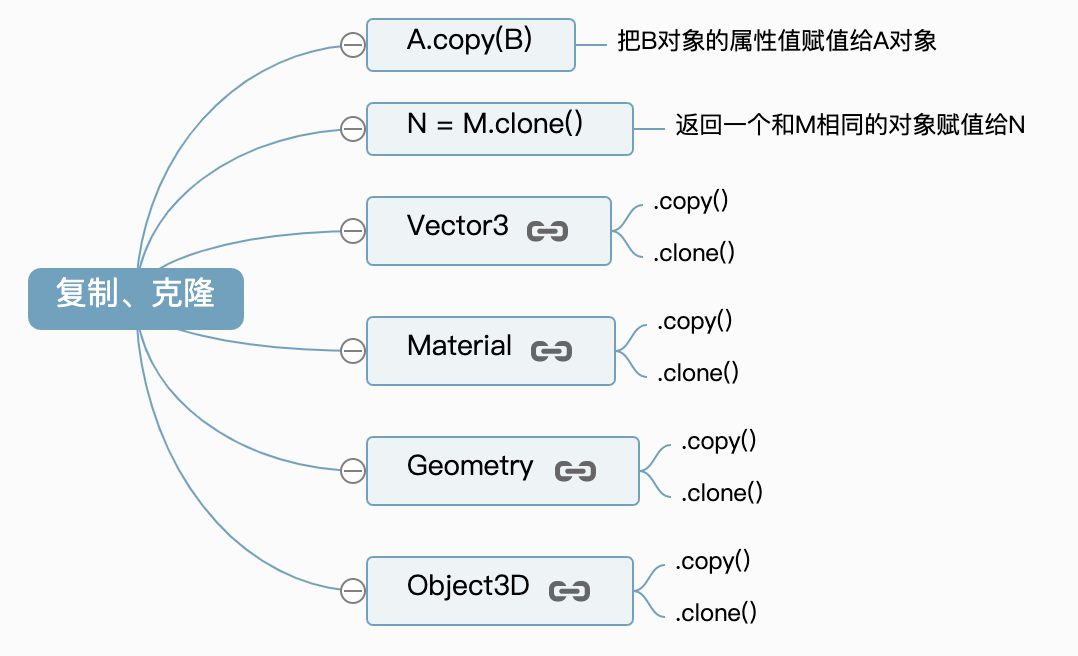 复制、克隆
A.copy(B)
把B对象的属性值赋值给A对象
N = M.clone()
返回一个和M相同的对象赋值给N
Vector3
.copy()
.clone()
Material
.copy()
.clone()
Geometry
.copy()
.clone()
Object3D
.copy()
.clone()